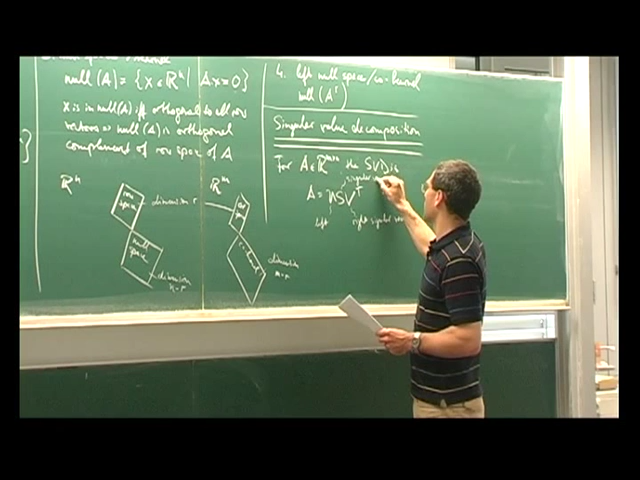 null (A) = { x ∈ ℝⁿ | Ax = 0 }
x is in null(A) iff orthogonal to all row
vectors ⇒ null (A) is orthogonal
complement of row space of A
ℝⁿ
row
space
dimension r
null
space
dimension
n-r
ℝᵐ
dimension
m-r
4. left null space/co-kernel
null (Aᵀ)
Singular value decomposition
For A ∈ ℝᵐˣⁿ the SVD is
singular
A = USVᵀ
left
right singular